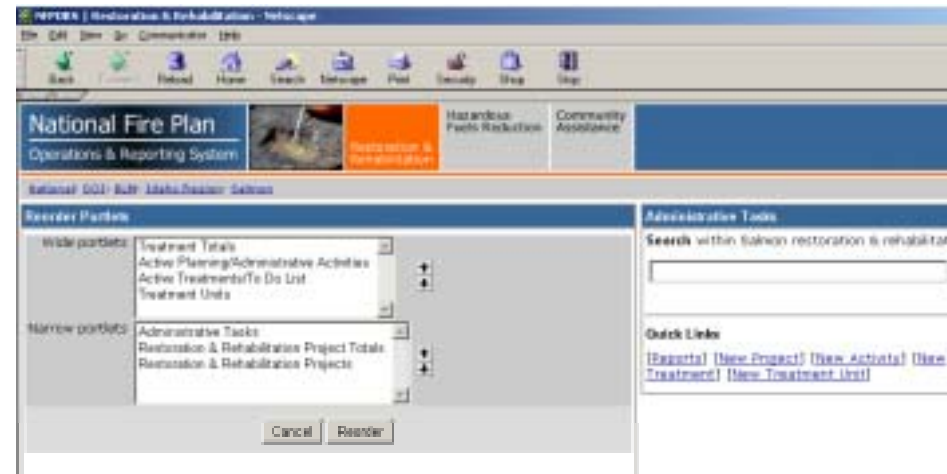 NFPORS | Restoration & Rehabilitation - Netscape
File Edit View Go Communicator Help
Back Forward Reload Home Search Netscape Print Security Shop Stop
National Fire Plan
Operations & Reporting System
Restoration & Rehabilitation
Hazardous Fuels Reduction
Community Assistance
National DOI BLM Idaho Region Salmon
Reorder Portlets
Wide portlets
Treatment Totals
Active Planning/Administrative Activities
Active Treatments/To Do List
Treatment Units
Narrow portlets
Administrative Tasks
Restoration & Rehabilitation Project Totals
Restoration & Rehabilitation Projects
Cancel Reorder
Administrative Tasks
Search within Salmon restoration & rehabilitat
Quick Links
[Reports] [New Project] [New Activity] [New
Treatment] [New Treatment Unit]